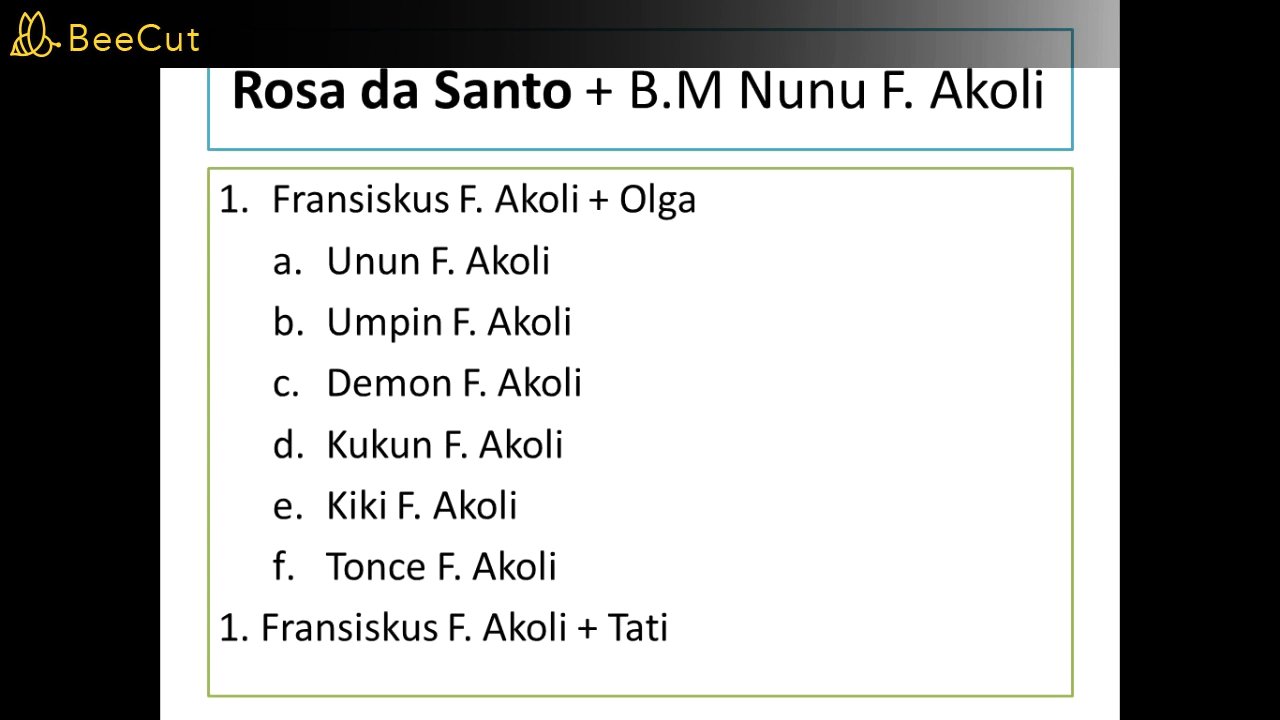 BeeCut
Rosa da Santo + B.M Nunu F. Akoli
1. Fransiskus F. Akoli + Olga
a. Unun F. Akoli
b. Umpin F. Akoli
c. Demon F. Akoli
d. Kukun F. Akoli
e. Kiki F. Akoli
f. Tonce F. Akoli
1. Fransiskus F. Akoli + Tati